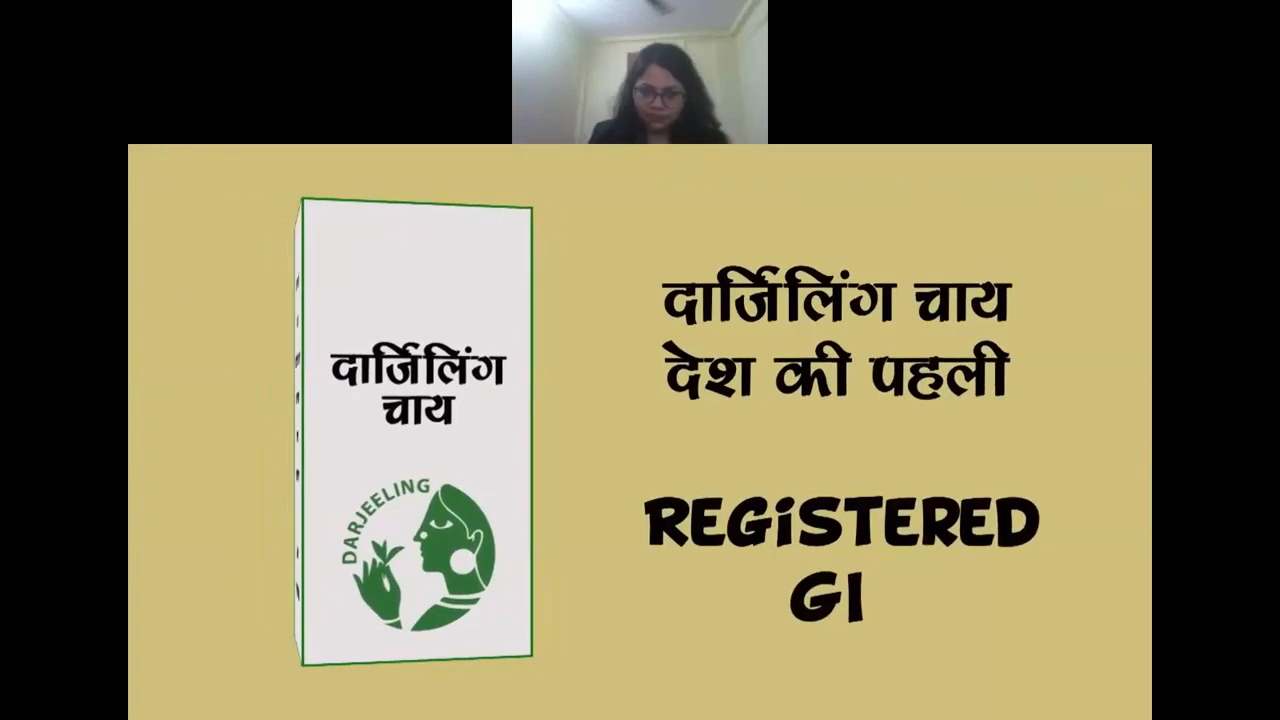 दार्जिलिंग
चाय
DARJEELING
दार्जिलिंग चाय
देश की पहली
REGiSTERED
GI